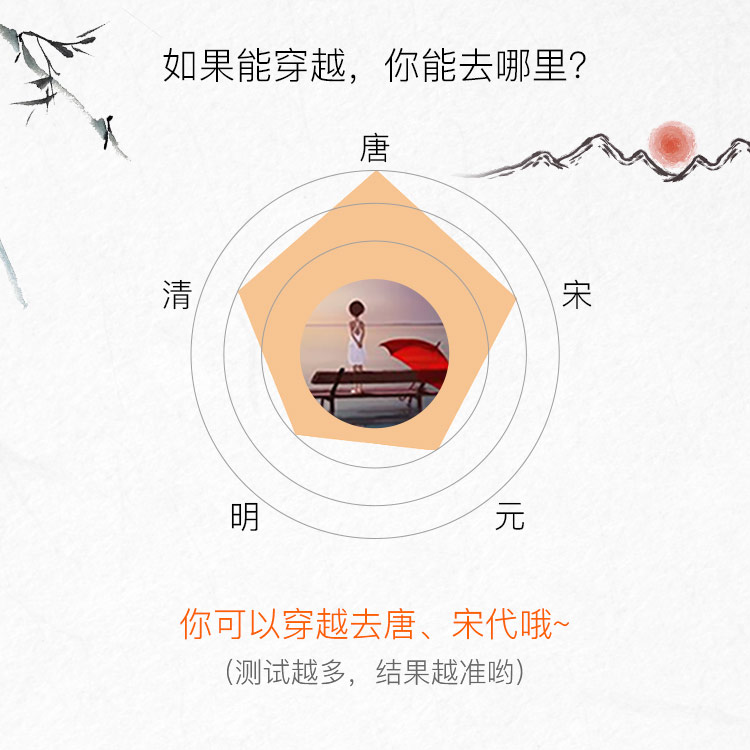 如果能穿越，你能去哪里？
唐
清
宋
明
元
你可以穿越去唐、宋代哦~
（测试越多，结果越准哟）